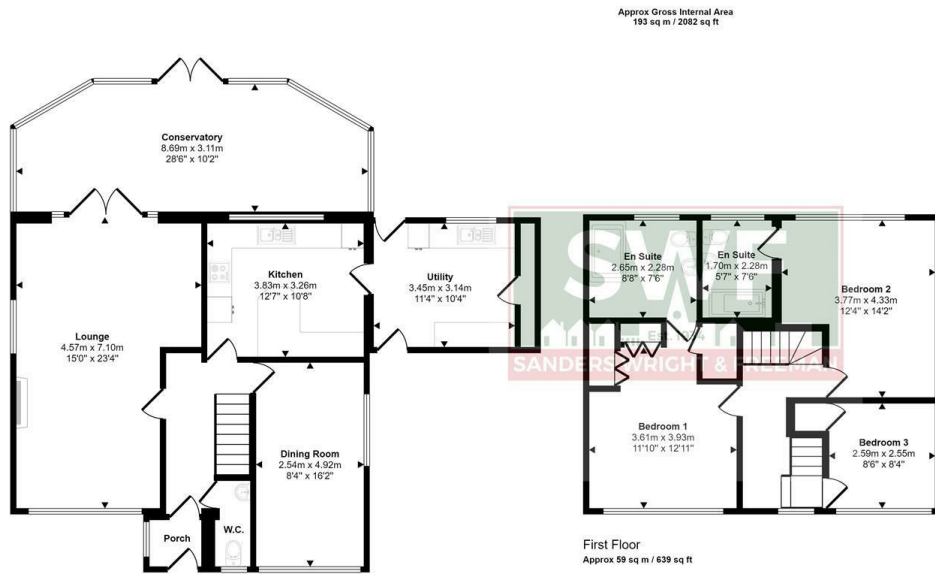 Approx Gross Internal Area
193 sq m / 2082 sq ft
Conservatory
8.69m x 3.11m
28'6" x 10'2"
Kitchen
3.83m x 3.26m
12'7" x 10'8"
Utility
3.45m x 3.14m
11'4" x 10'4"
Lounge
4.57m x 7.10m
15'0" x 23'4"
Dining Room
2.54m x 4.92m
8'4" x 16'2"
Porch
W.C.
SWF
Est. 1984
SANDERS WRIGHT & FREEMAN
En Suite
2.65m x 2.28m
8'8" x 7'6"
En Suite
1.70m x 2.28m
5'7" x 7'6"
Bedroom 2
3.77m x 4.33m
12'4" x 14'2"
Bedroom 1
3.61m x 3.93m
11'10" x 12'11"
Bedroom 3
2.59m x 2.55m
8'6" x 8'4"
First Floor
Approx 59 sq m / 639 sq ft